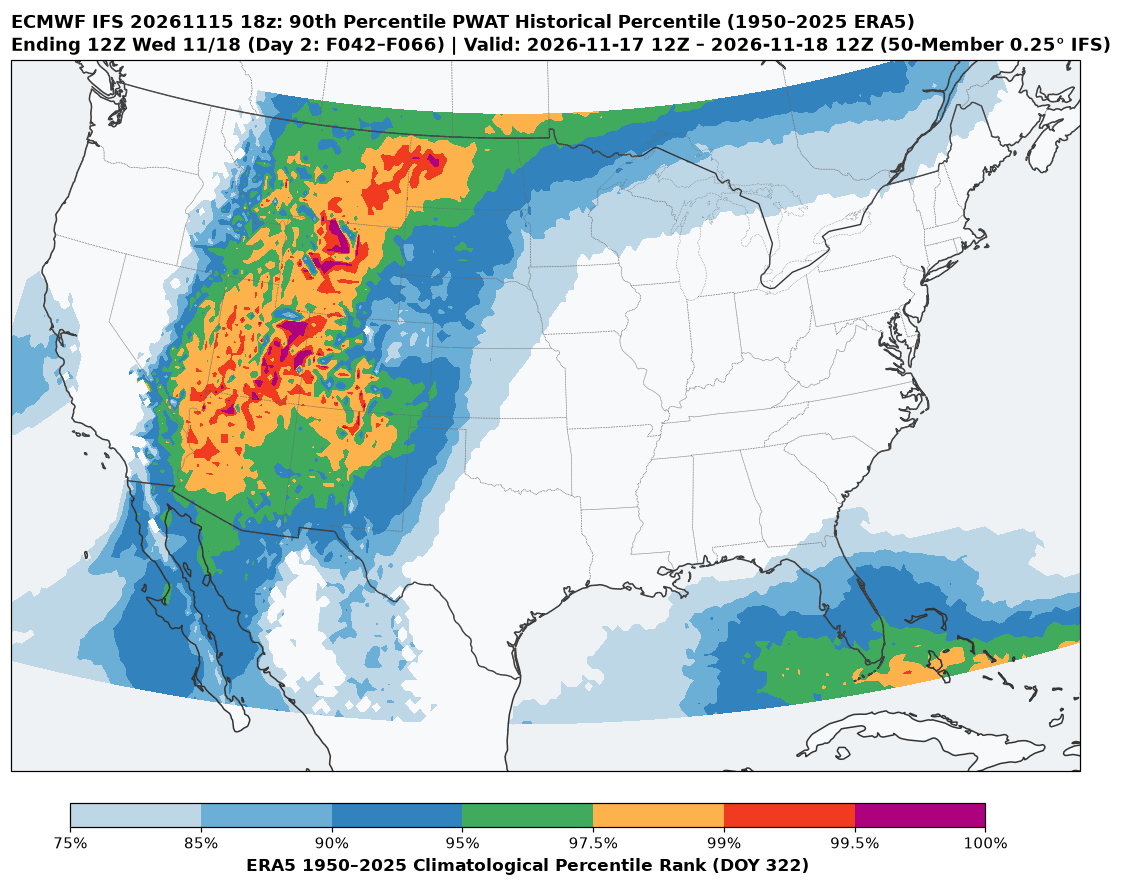 ECMWF IFS 20261115 18z: 90th Percentile PWAT Historical Percentile (1950–2025 ERA5)
Ending 12Z Wed 11/18 (Day 2: F042–F066) | Valid: 2026-11-17 12Z – 2026-11-18 12Z (50-Member 0.25° IFS)
75% 85% 90% 95% 97.5% 99% 99.5% 100%
ERA5 1950–2025 Climatological Percentile Rank (DOY 322)